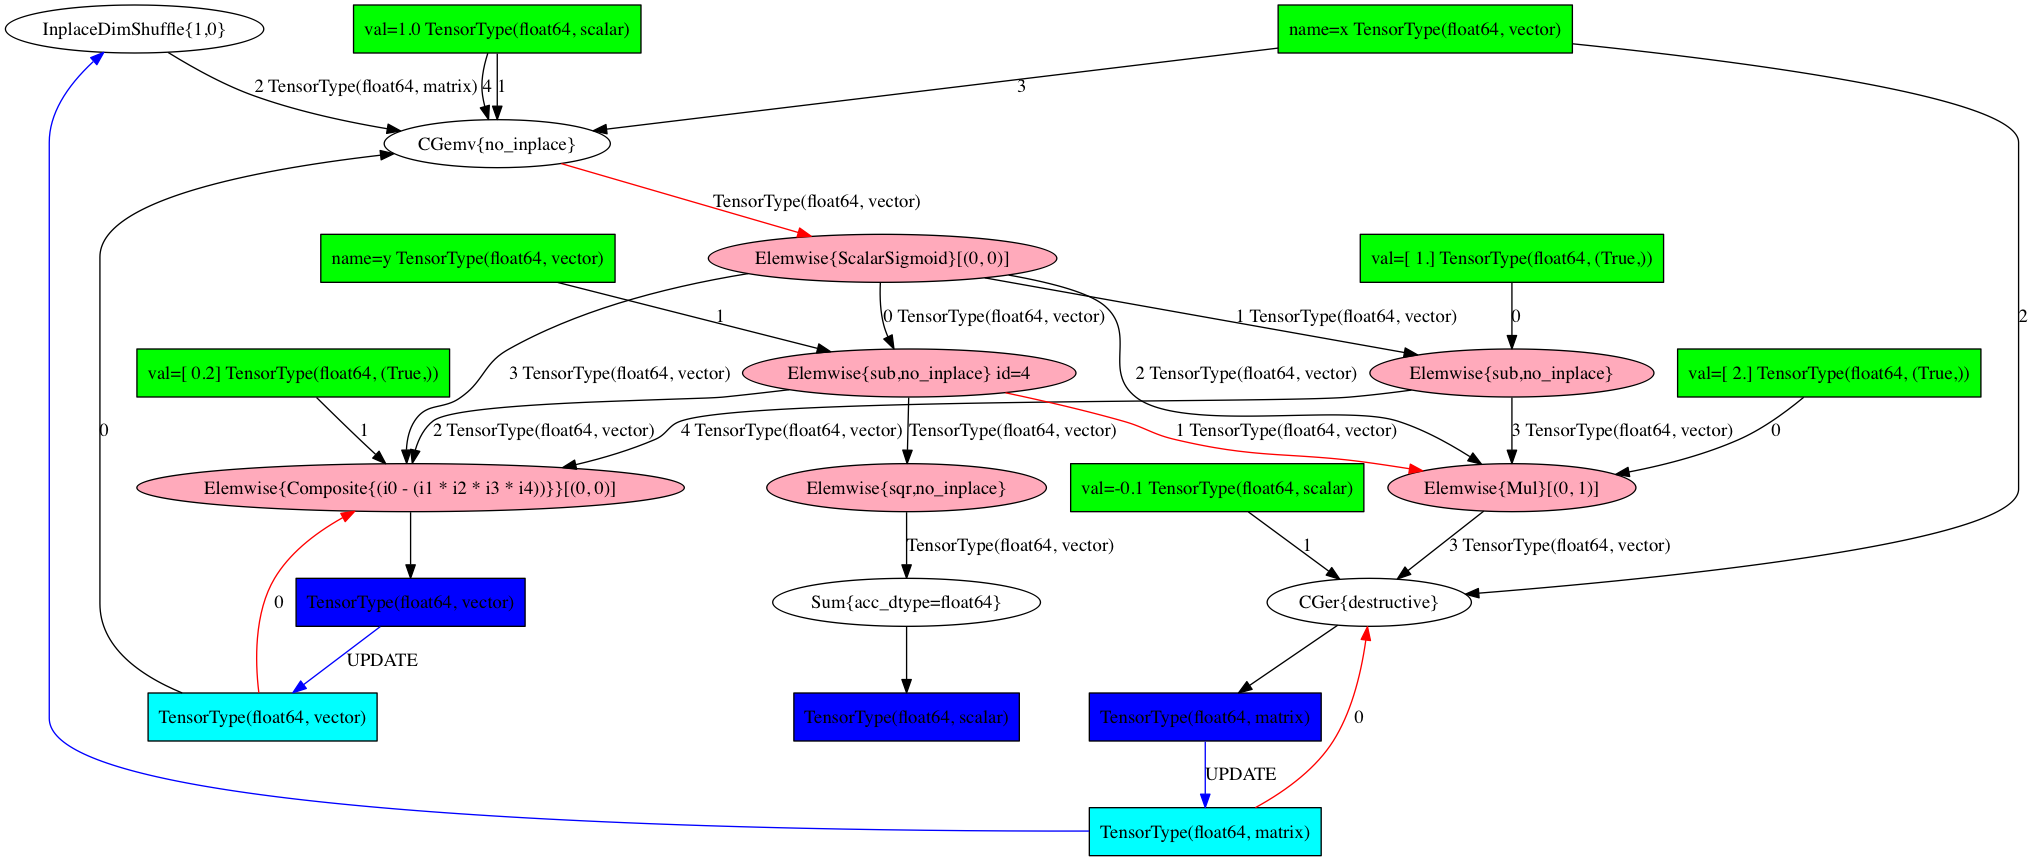 InplaceDimShuffle{1,0}
val=1.0 TensorType(float64, scalar)
name=x TensorType(float64, vector)
2 TensorType(float64, matrix)
4
1
3
CGemv{no_inplace}
TensorType(float64, vector)
name=y TensorType(float64, vector)
Elemwise{ScalarSigmoid}[(0, 0)]
val=[ 1.] TensorType(float64, (True,))
1
0 TensorType(float64, vector)
1 TensorType(float64, vector)
0
2
val=[ 0.2] TensorType(float64, (True,))
3 TensorType(float64, vector)
Elemwise{sub,no_inplace} id=4
2 TensorType(float64, vector)
Elemwise{sub,no_inplace}
val=[ 2.] TensorType(float64, (True,))
0
1
2 TensorType(float64, vector)
4 TensorType(float64, vector)
TensorType(float64, vector)
1 TensorType(float64, vector)
3 TensorType(float64, vector)
0
Elemwise{Composite{(i0 - (i1 * i2 * i3 * i4))}}[(0, 0)]
Elemwise{sqr,no_inplace}
val=-0.1 TensorType(float64, scalar)
Elemwise{Mul}[(0, 1)]
TensorType(float64, vector)
1
3 TensorType(float64, vector)
0
TensorType(float64, vector)
Sum{acc_dtype=float64}
CGer{destructive}
UPDATE
TensorType(float64, vector)
TensorType(float64, scalar)
TensorType(float64, matrix)
0
UPDATE
TensorType(float64, matrix)